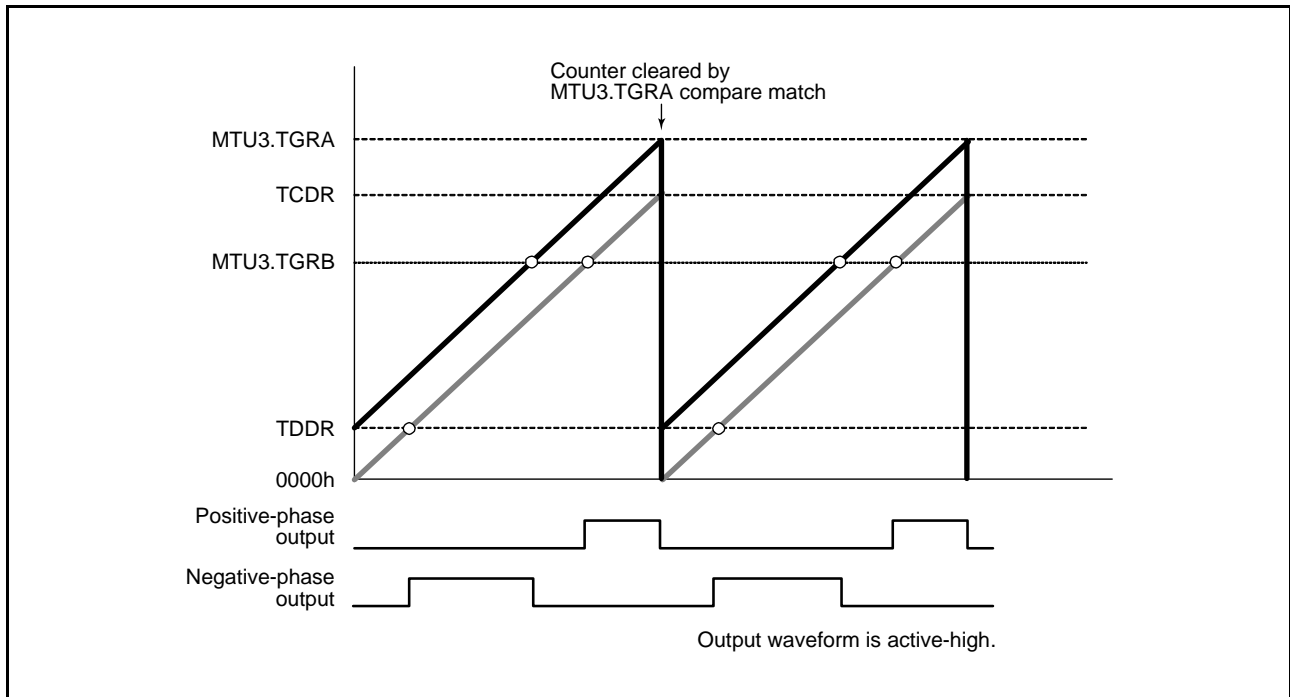 Counter cleared by
MTU3.TGRA compare match
MTU3.TGRA
TCDR
MTU3.TGRB
TDDR
0000h
Positive-phase
output
Negative-phase
output
Output waveform is active-high.